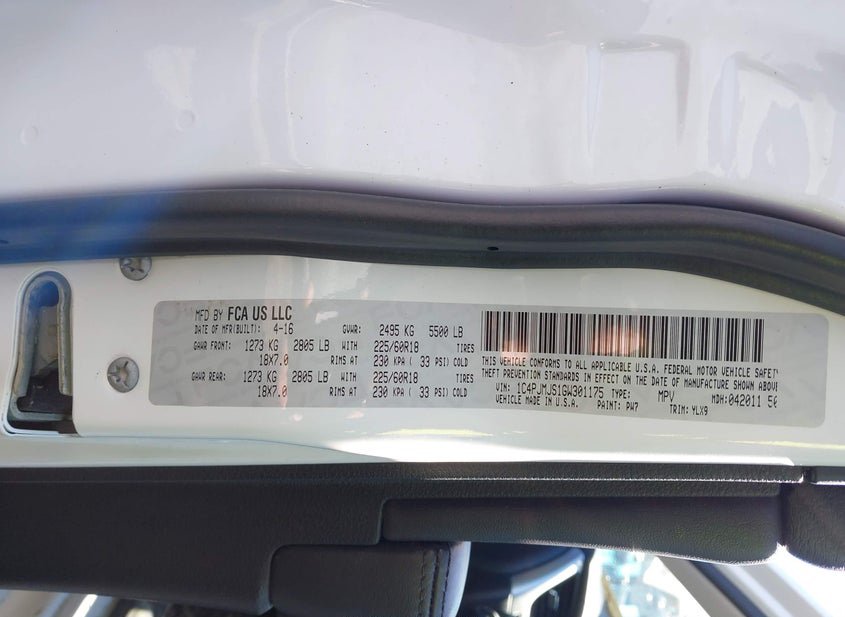 MFD BY FCA US LLC
DATE OF MFR(BUILT): 4-16 GVWR: 2495 KG 5500 LB
GAWR FRONT: 1273 KG 2805 LB WITH 225/60R18 TIRES
18X7.0 RIMS AT 230 KPA ( 33 PSI) COLD
GAWR REAR: 1273 KG 2805 LB WITH 225/60R18 TIRES
18X7.0 RIMS AT 230 KPA ( 33 PSI) COLD
THIS VEHICLE CONFORMS TO ALL APPLICABLE U.S.A. FEDERAL MOTOR VEHICLE SAFET
THEFT PREVENTION STANDARDS IN EFFECT ON THE DATE OF MANUFACTURE SHOWN ABOVE
VIN: 1C4PJMJS1GW301175 TYPE: MPV MDH: 042011
VEHICLE MADE IN U.S.A. PAINT: PW7 TRIM: YLX9